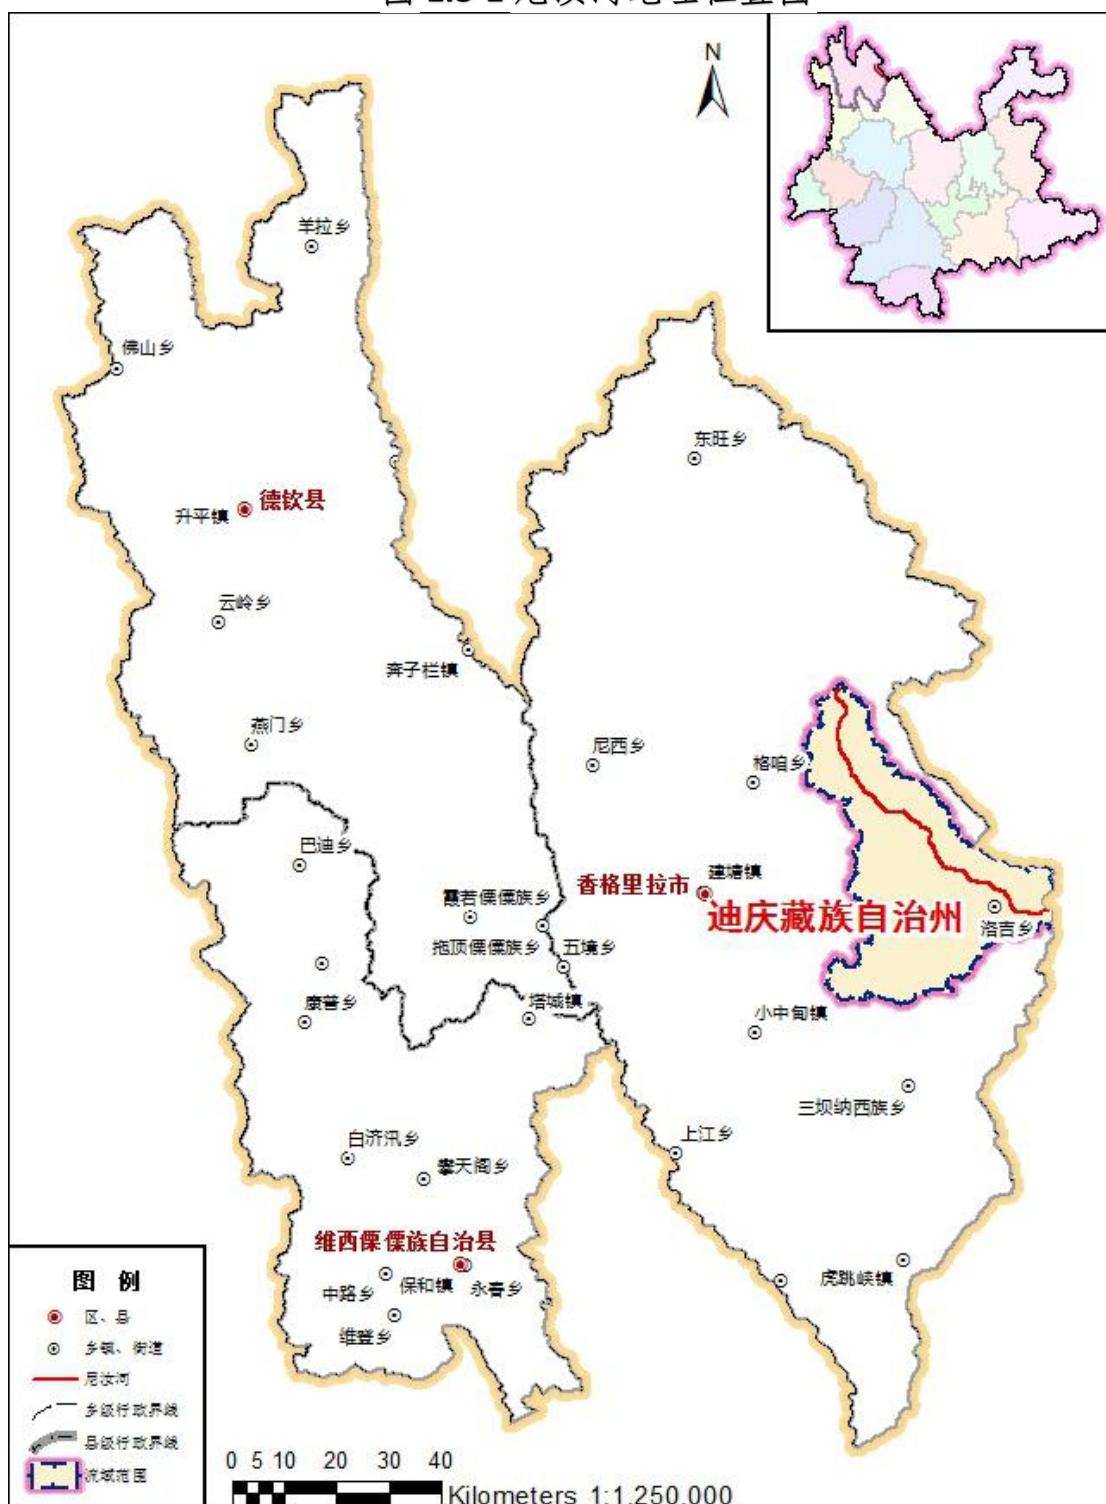 N
羊拉乡
佛山乡
东旺乡
德钦县
升平镇
云岭乡
奔子栏镇
燕门乡
尼西乡
格咱乡
巴迪乡
建塘镇
香格里拉市
霞若傈僳族乡
迪庆藏族自治州
洛吉乡
拖顶傈僳族乡
五境乡
康普乡
塔城镇
小中甸镇
三坝纳西族乡
上江乡
白济汛乡
攀天阁乡
维西傈僳族自治县
虎跳峡镇
中路乡
保和镇
永春乡
维登乡
图 例
区、县
乡镇、街道
尼汝河
乡级行政界线
县级行政界线
流域范围
0 5 10 20 30 40
Kilometers 1:1,250,000